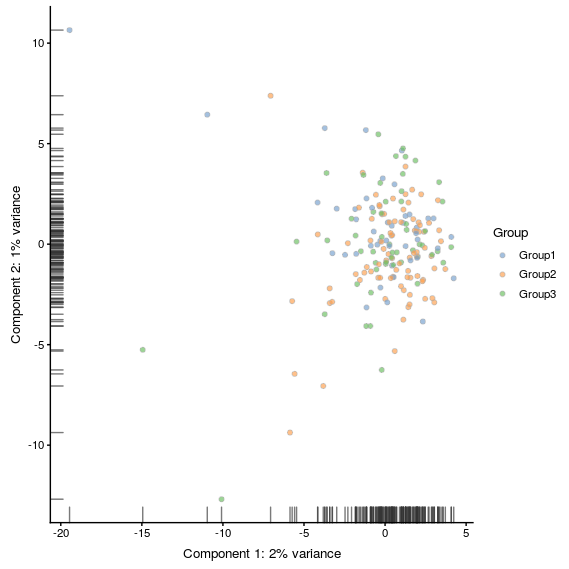 10
5
0
-5
-10
Component 2: 1% variance
-20
-15
-10
-5
0
5
Component 1: 2% variance
Group
Group1
Group2
Group3